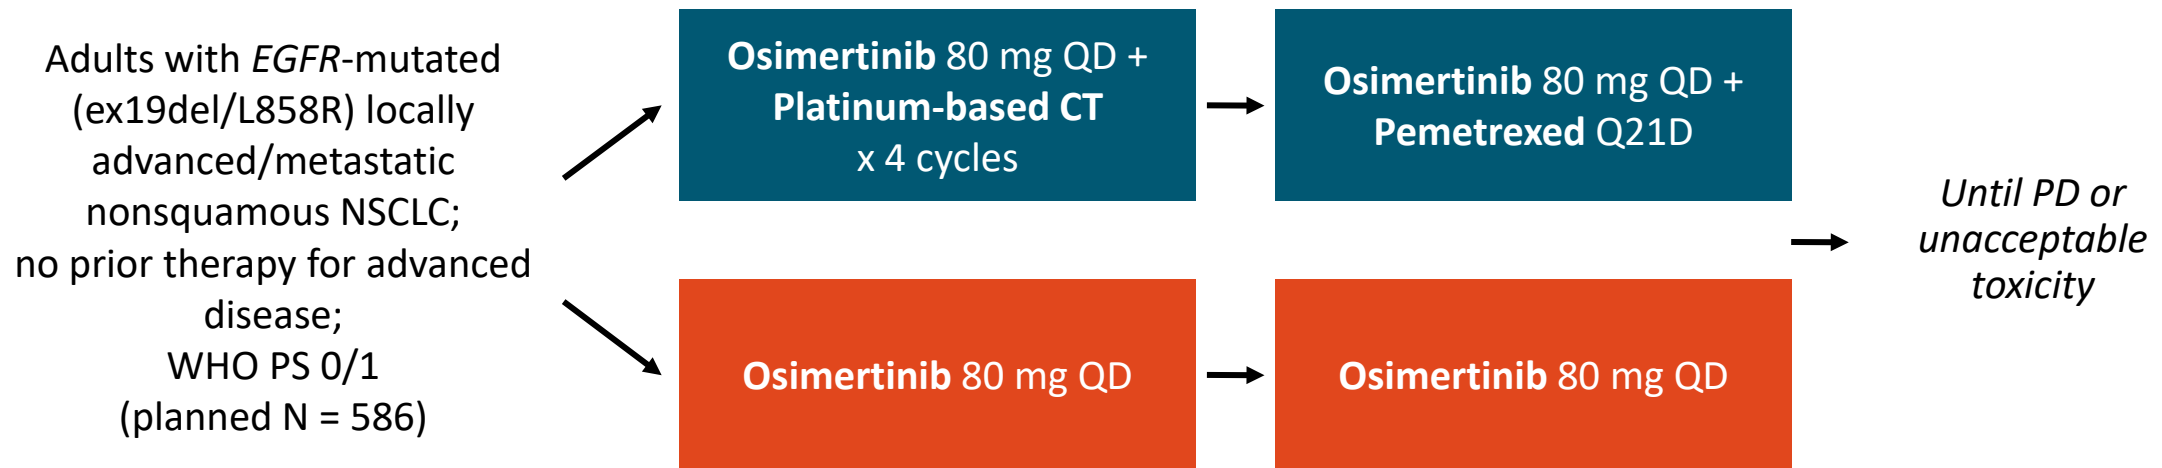 Adults with EGFR-mutated
(ex19del/L858R) locally
advanced/metastatic
nonsquamous NSCLC;
no prior therapy for advanced
disease;
WHO PS 0/1
(planned N = 586)
Osimertinib 80 mg QD +
Platinum-based CT
x 4 cycles
Osimertinib 80 mg QD +
Pemetrexed Q21D
Osimertinib 80 mg QD
Osimertinib 80 mg QD
Until PD or
unacceptable
toxicity